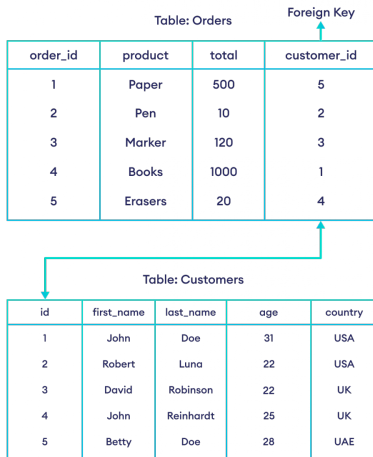 Table: Orders
Foreign Key
order_id product total customer_id
1 Paper 500 5
2 Pen 10 2
3 Marker 120 3
4 Books 1000 1
5 Erasers 20 4
Table: Customers
id first_name last_name age country
1 John Doe 31 USA
2 Robert Luna 22 USA
3 David Robinson 22 UK
4 John Reinhardt 25 UK
5 Betty Doe 28 UAE